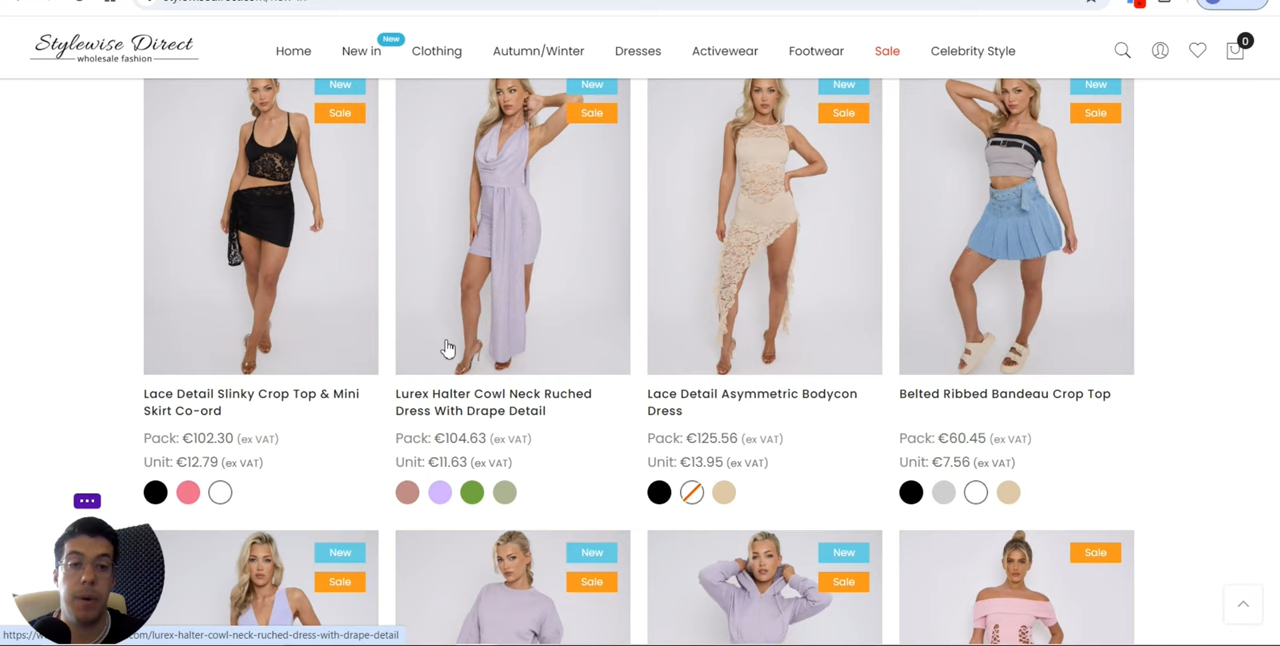 Stylewise Direct
wholesale fashion
Home
New in
New
Clothing
Autumn/Winter
Dresses
Activewear
Footwear
Sale
Celebrity Style
0
New
Sale
New
Sale
New
Sale
New
Sale
Lace Detail Slinky Crop Top & Mini
Skirt Co-ord
Pack: €102.30 (ex VAT)
Unit: €12.79 (ex VAT)
Lurex Halter Cowl Neck Ruched
Dress With Drape Detail
Pack: €104.63 (ex VAT)
Unit: €11.63 (ex VAT)
Lace Detail Asymmetric Bodycon
Dress
Pack: €125.56 (ex VAT)
Unit: €13.95 (ex VAT)
Belted Ribbed Bandeau Crop Top
Pack: €60.45 (ex VAT)
Unit: €7.56 (ex VAT)
New
Sale
New
Sale
New
Sale
Sale
com/lurex-halter-cowl-neck-ruched-dress-with-drape-detail